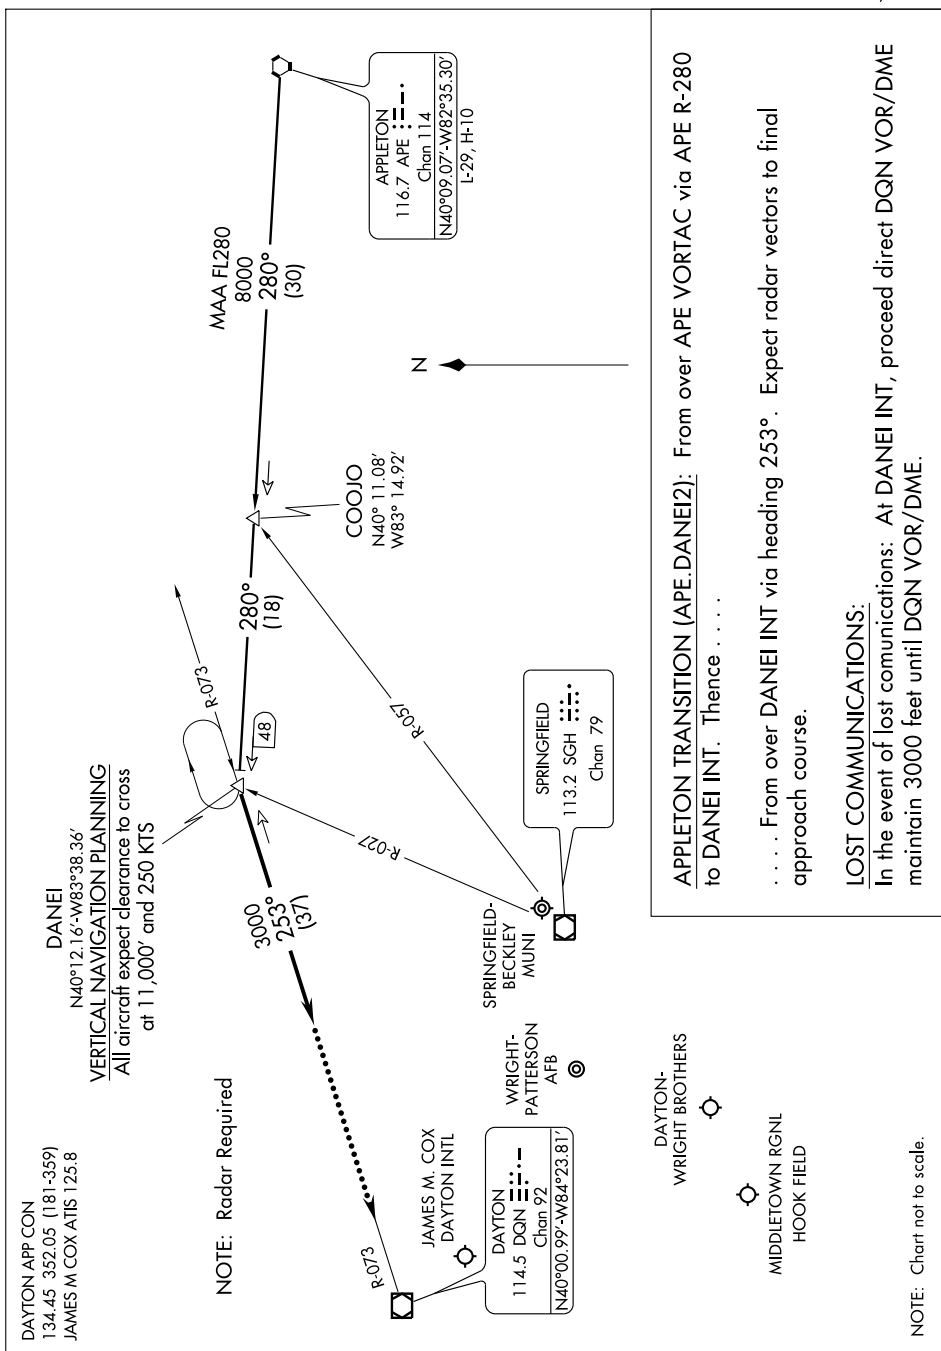 DAYTON APP CON
134.45 352.05 (181-359)
JAMES M COX ATIS 125.8
NOTE: Radar Required
DANEI
N40°12.16'-W83°38.36'
VERTICAL NAVIGATION PLANNING
All aircraft expect clearance to cross
at 11,000' and 250 KTS
R-073
48
3000
253°
(37)
280°
(18)
COOJO
N40° 11.08'
W83° 14.92'
MAA FL280
8000
280°
(30)
APPLETON
116.7 APE
Chan 114
N40°09.07'-W82°35.30'
L-29, H-10
N
R-057
R-027
R-073
JAMES M. COX
DAYTON INTL
DAYTON
114.5 DQN
Chan 92
N40°00.99'-W84°23.81'
WRIGHT-
PATTERSON
AFB
SPRINGFIELD-
BECKLEY
MUNI
SPRINGFIELD
113.2 SGH
Chan 79
DAYTON-
WRIGHT BROTHERS
MIDDLETOWN RGNL
HOOK FIELD
NOTE: Chart not to scale.
APPLETON TRANSITION (APE.DANEI2): From over APE VORTAC via APE R-280
to DANEI INT. Thence . . . .
. . . . From over DANEI INT via heading 253°. Expect radar vectors to final
approach course.
LOST COMMUNICATIONS:
In the event of lost comunications: At DANEI INT, proceed direct DQN VOR/DME
maintain 3000 feet until DQN VOR/DME.